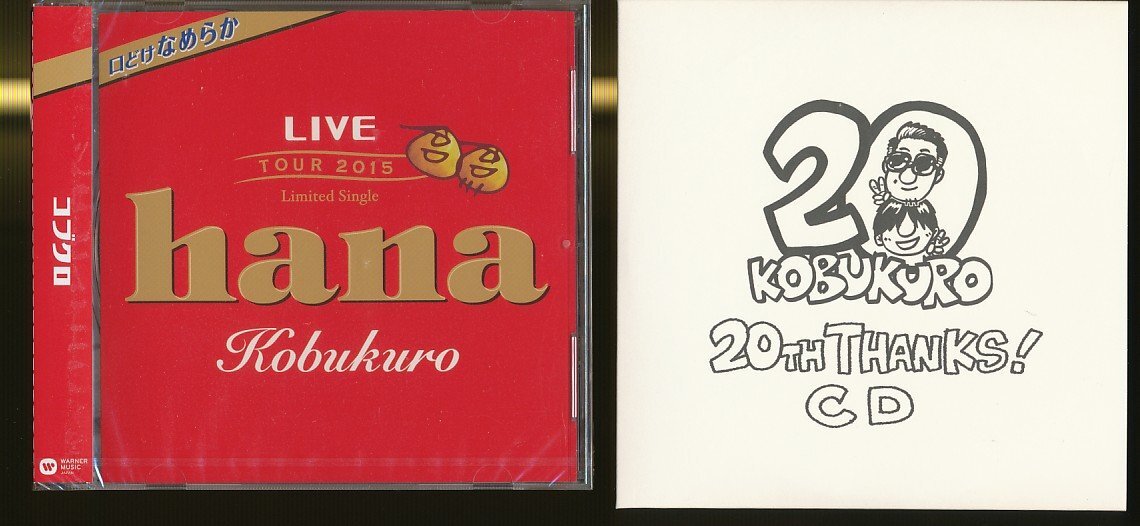 口どけなめらか
LIVE
TOUR 2015
Limited Single
hana
Kobukuro
コブクロ
WARNER
MUSIC
JAPAN
20
KOBUKURO
20TH THANKS!
CD